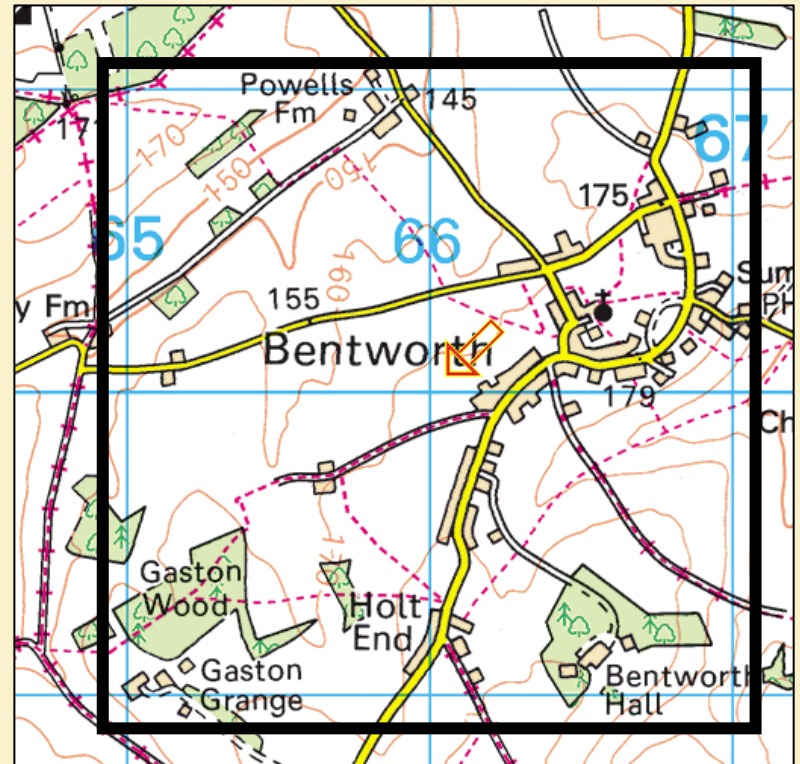 67
Powells
Fm
145
171
170
150
150
175
65
66
160
Sum
PH
y Fm
155
Bentworth
179
Ch
170
Gaston
Wood
Holt
End
Gaston
Grange
Bentworth
Hall